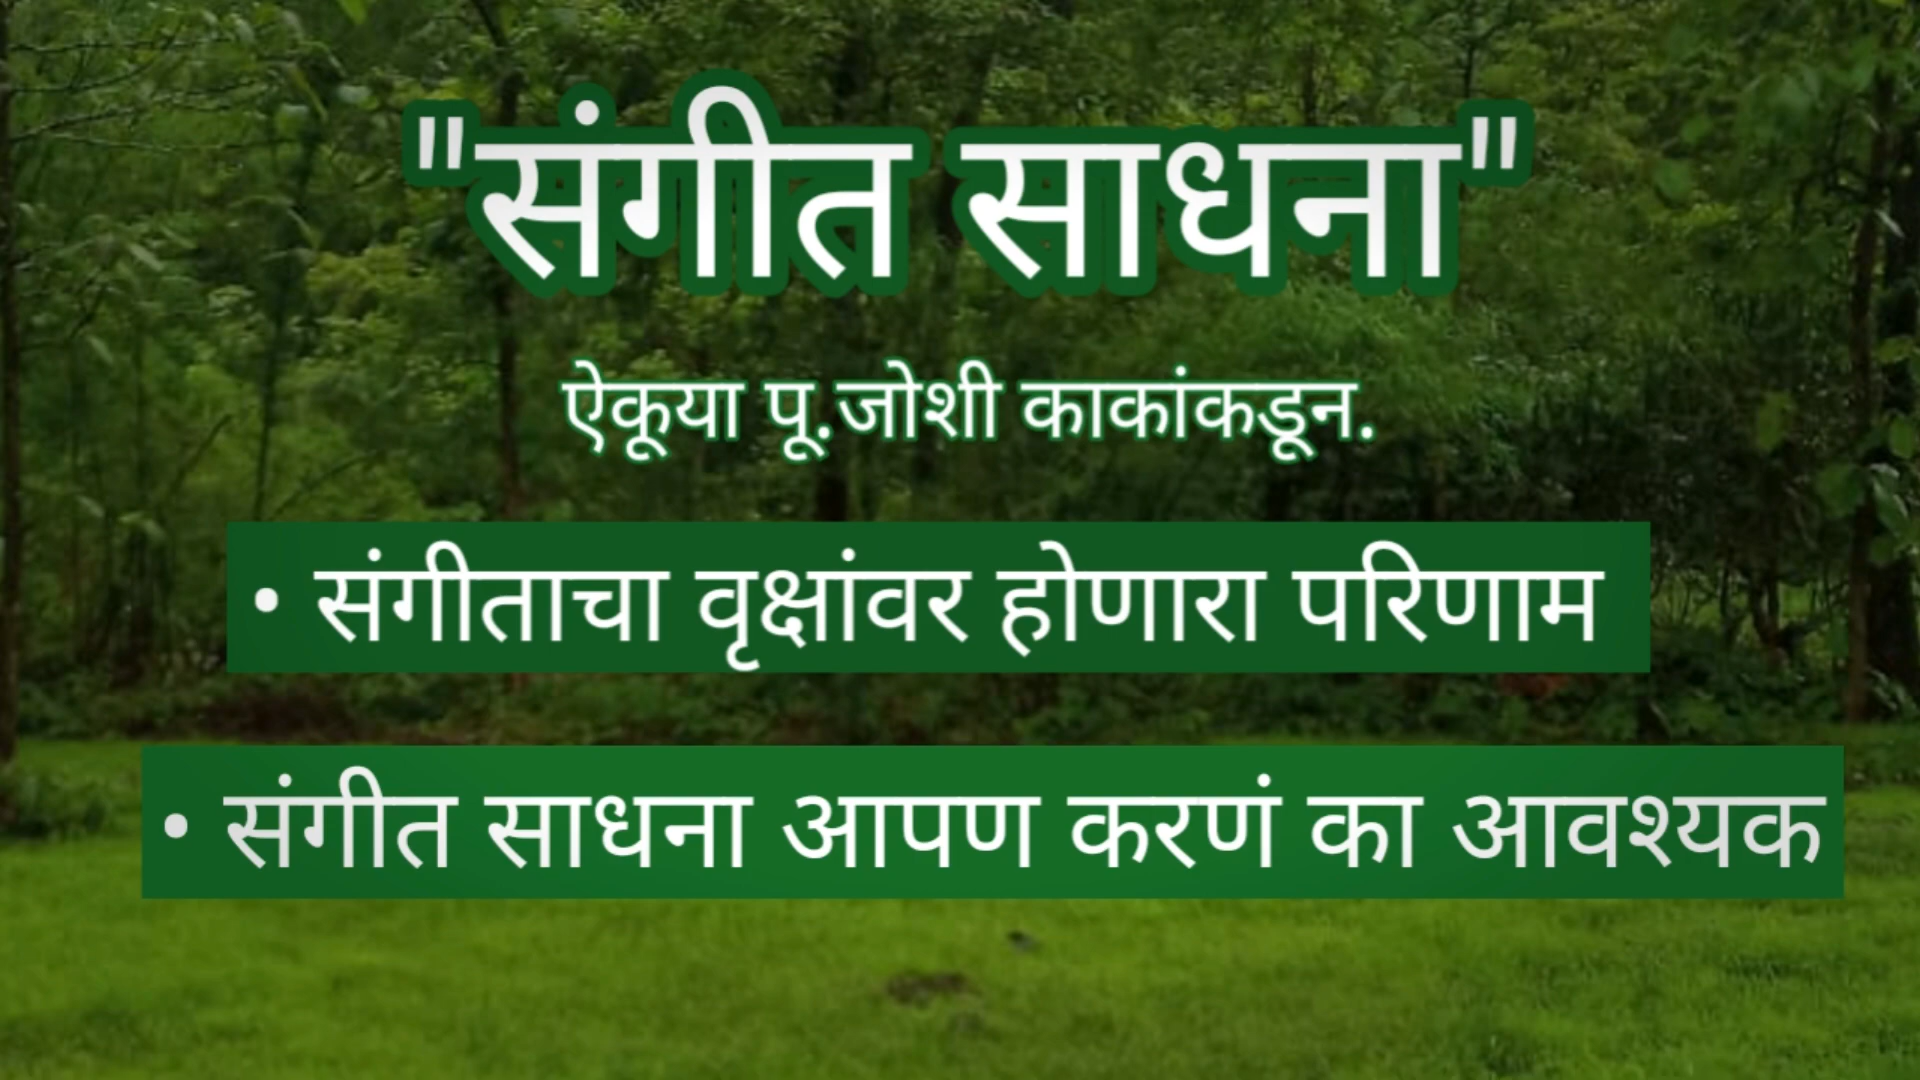 "संगीत साधना"
ऐकूया पू.जोशी काकांकडून.
• संगीताचा वृक्षांवर होणारा परिणाम
• संगीत साधना आपण करणं का आवश्यक